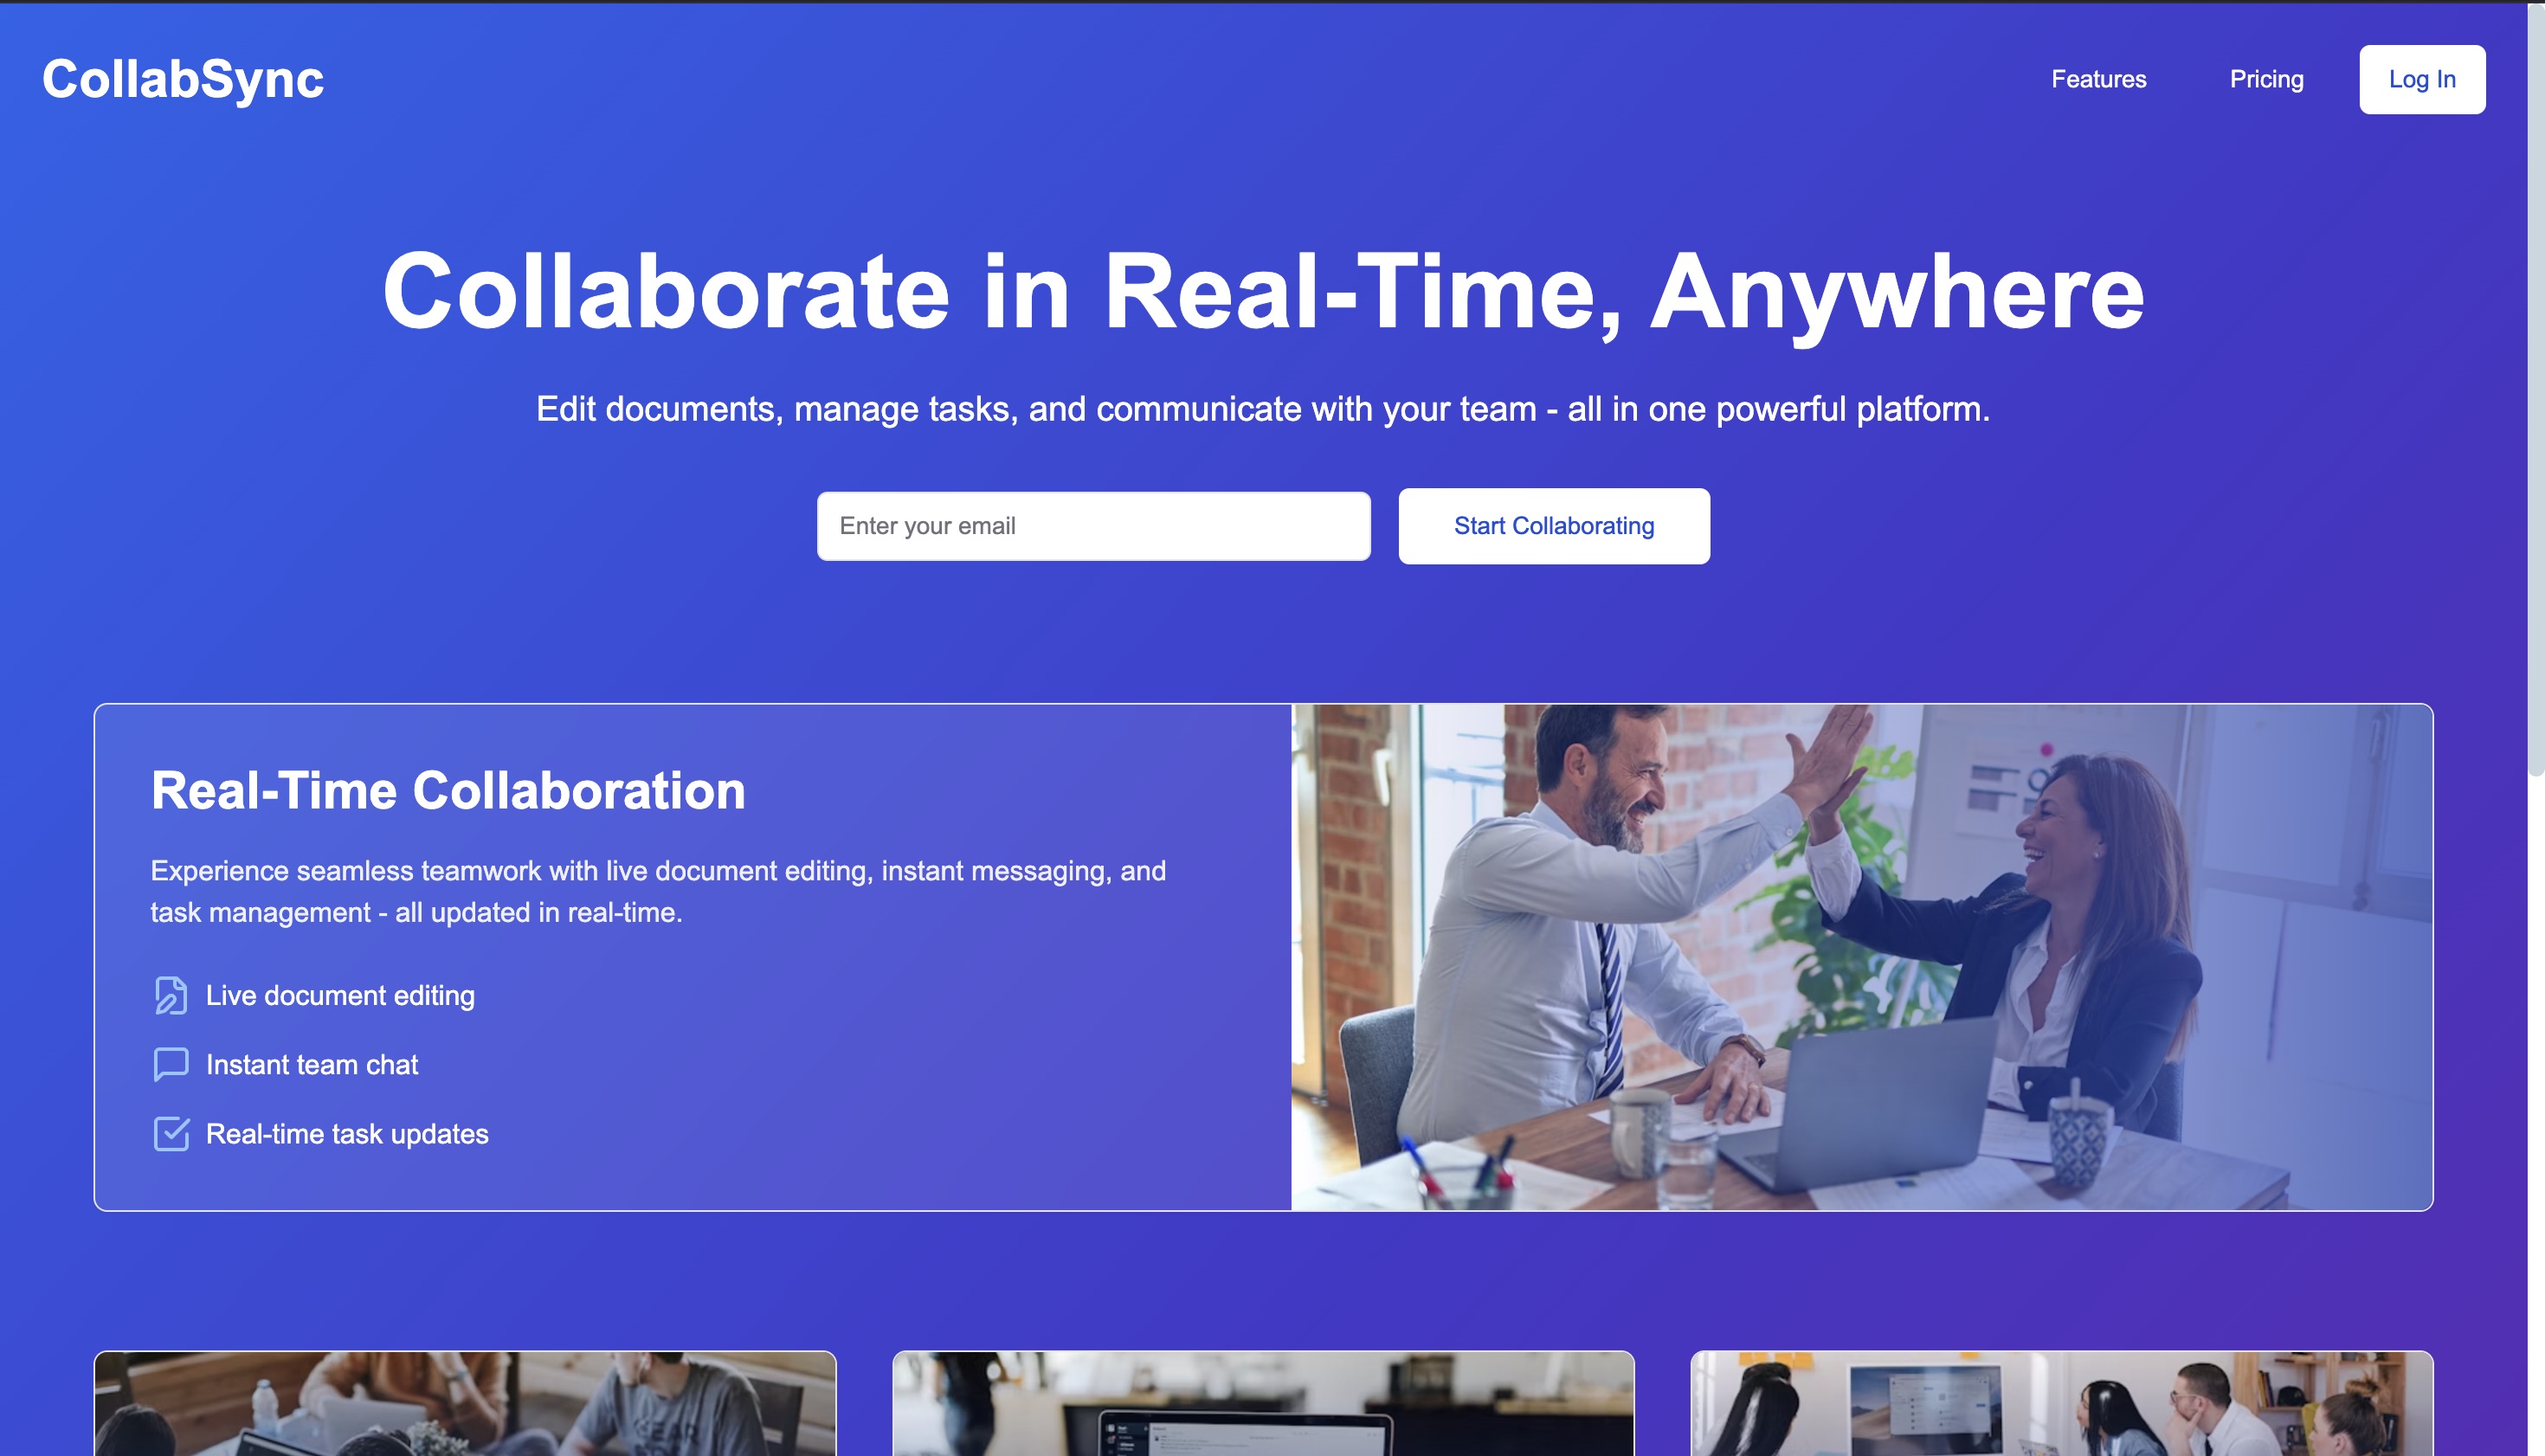 CollabSync
Features
Pricing
Log In
Collaborate in Real-Time, Anywhere
Edit documents, manage tasks, and communicate with your team - all in one powerful platform.
Enter your email
Start Collaborating
Real-Time Collaboration
Experience seamless teamwork with live document editing, instant messaging, and
task management - all updated in real-time.
Live document editing
Instant team chat
Real-time task updates